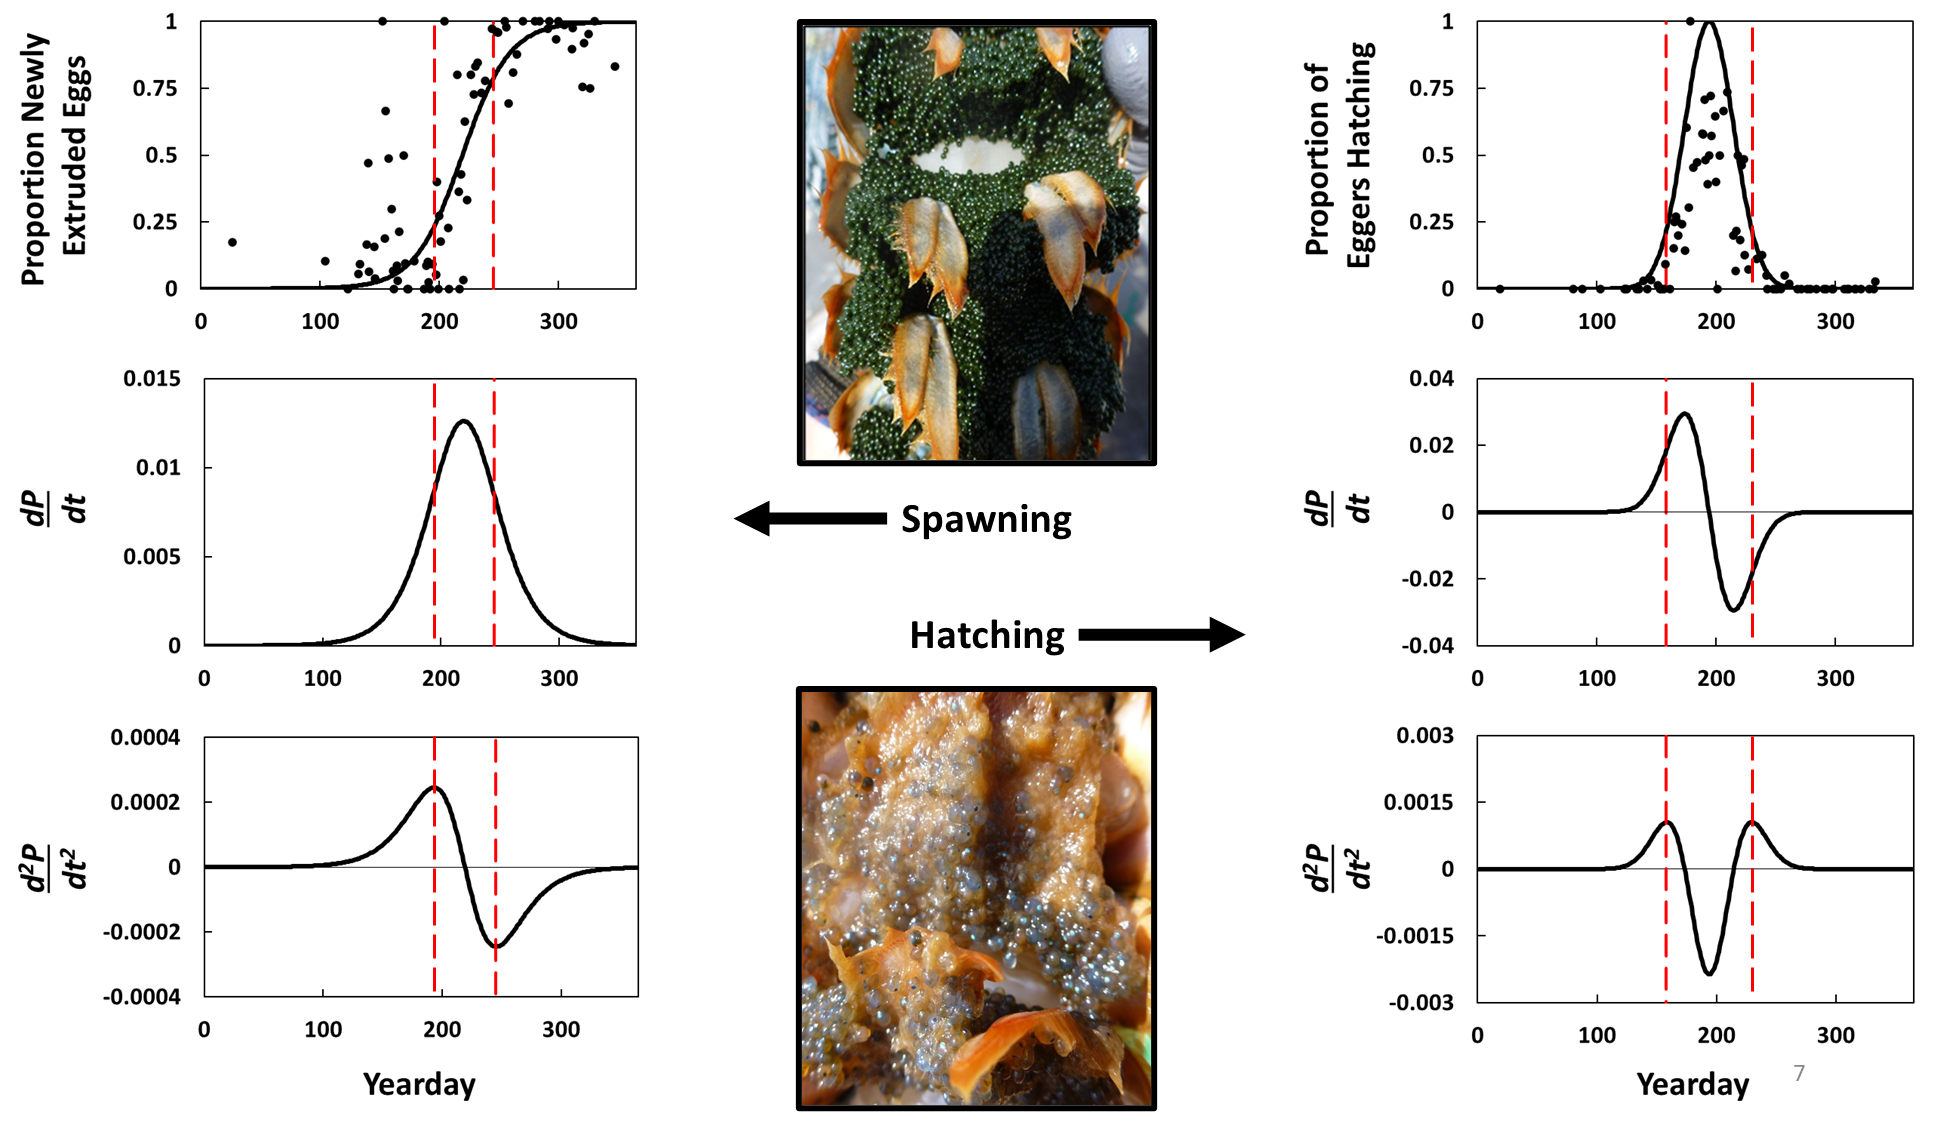 Proportion Newly
Extruded Eggs
1
0.75
0.5
0.25
0
0 100 200 300
dP
dt
0.015
0.01
0.005
0
0 100 200 300
d²P
dt²
0.0004
0.0002
0
-0.0002
-0.0004
0 100 200 300
Yearday
Spawning
Hatching
Proportion of
Eggers Hatching
1
0.75
0.5
0.25
0
0 100 200 300
dP
dt
0.04
0.02
0
-0.02
-0.04
0 100 200 300
d²P
dt²
0.003
0.0015
0
-0.0015
-0.003
0 100 200 300
Yearday
7